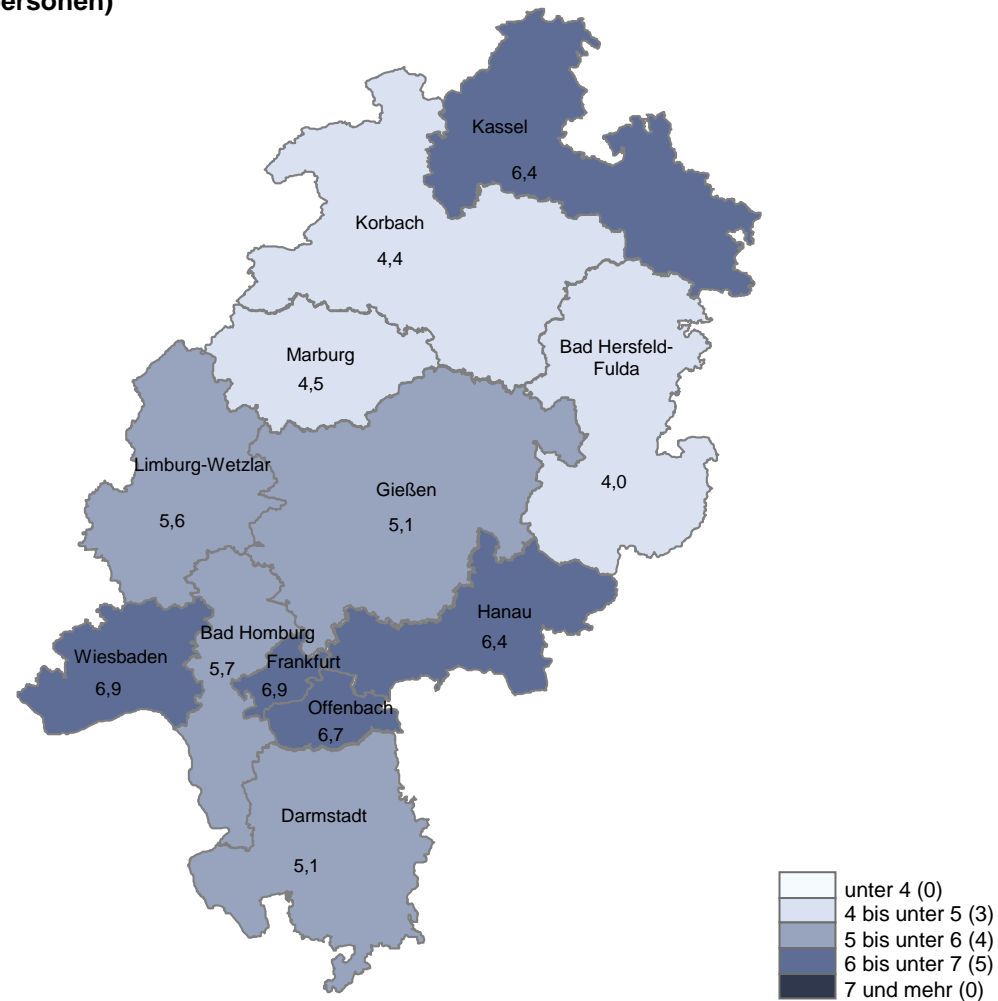 ersonen)
Kassel
6,4
Korbach
4,4
Bad Hersfeld-
Fulda
4,0
Marburg
4,5
Limburg-Wetzlar
5,6
Gießen
5,1
Hanau
6,4
Bad Homburg
5,7
Wiesbaden
6,9
Frankfurt
6,9
Offenbach
6,7
Darmstadt
5,1
unter 4 (0)
4 bis unter 5 (3)
5 bis unter 6 (4)
6 bis unter 7 (5)
7 und mehr (0)